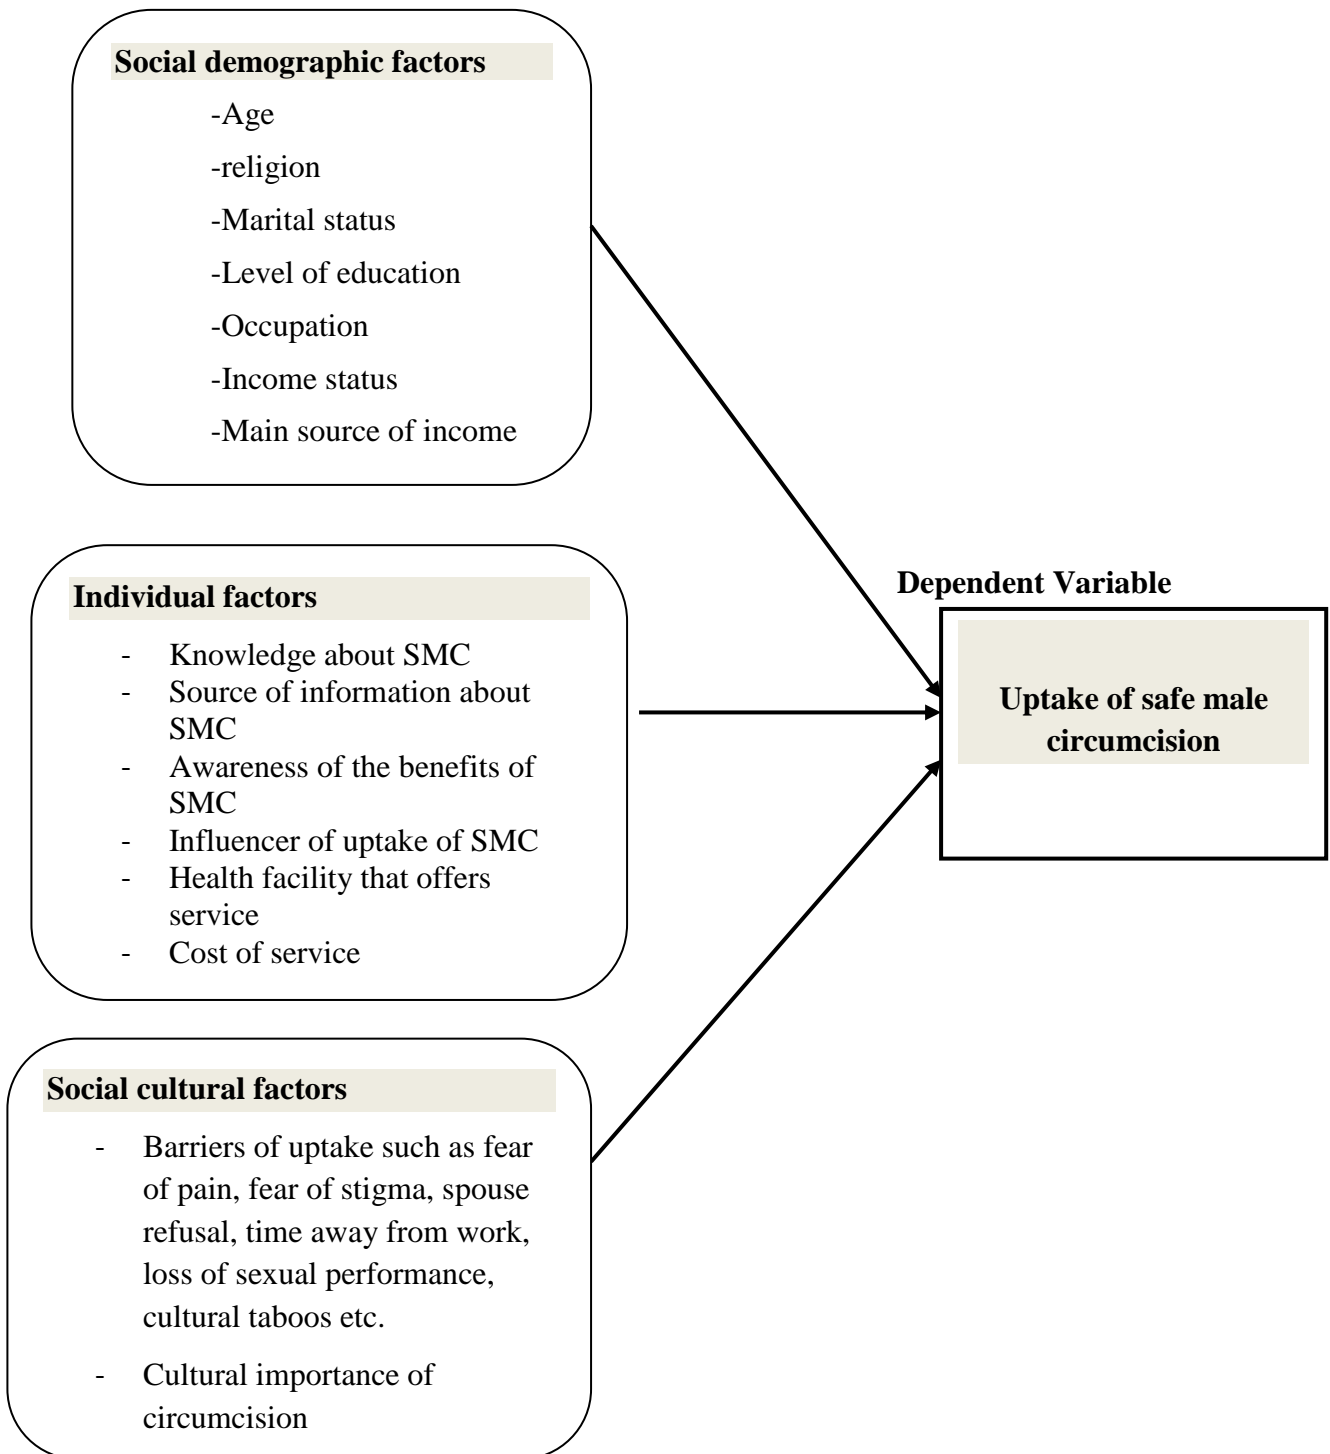 Social demographic factors
-Age
-religion
-Marital status
-Level of education
-Occupation
-Income status
-Main source of income
Individual factors
- Knowledge about SMC
- Source of information about
SMC
- Awareness of the benefits of
SMC
- Influencer of uptake of SMC
- Health facility that offers
service
- Cost of service
Social cultural factors
- Barriers of uptake such as fear
of pain, fear of stigma, spouse
refusal, time away from work,
loss of sexual performance,
cultural taboos etc.
- Cultural importance of
circumcision
Dependent Variable
Uptake of safe male
circumcision